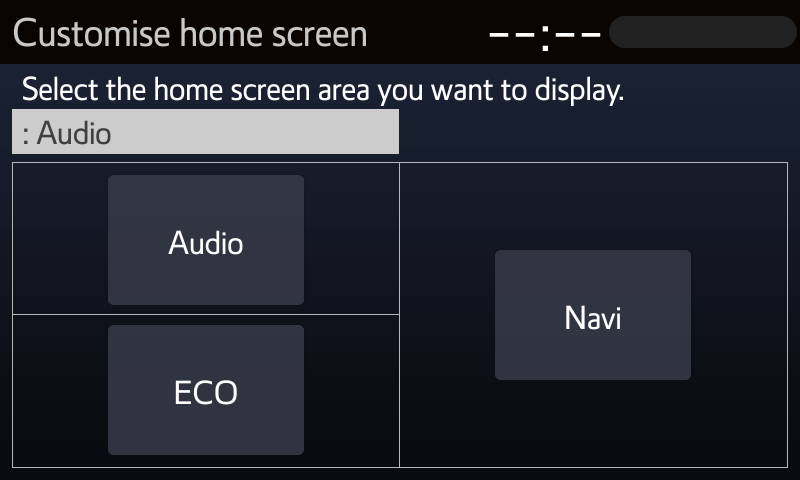 Customise home screen --:--
Select the home screen area you want to display.
: Audio
Audio
Navi
ECO